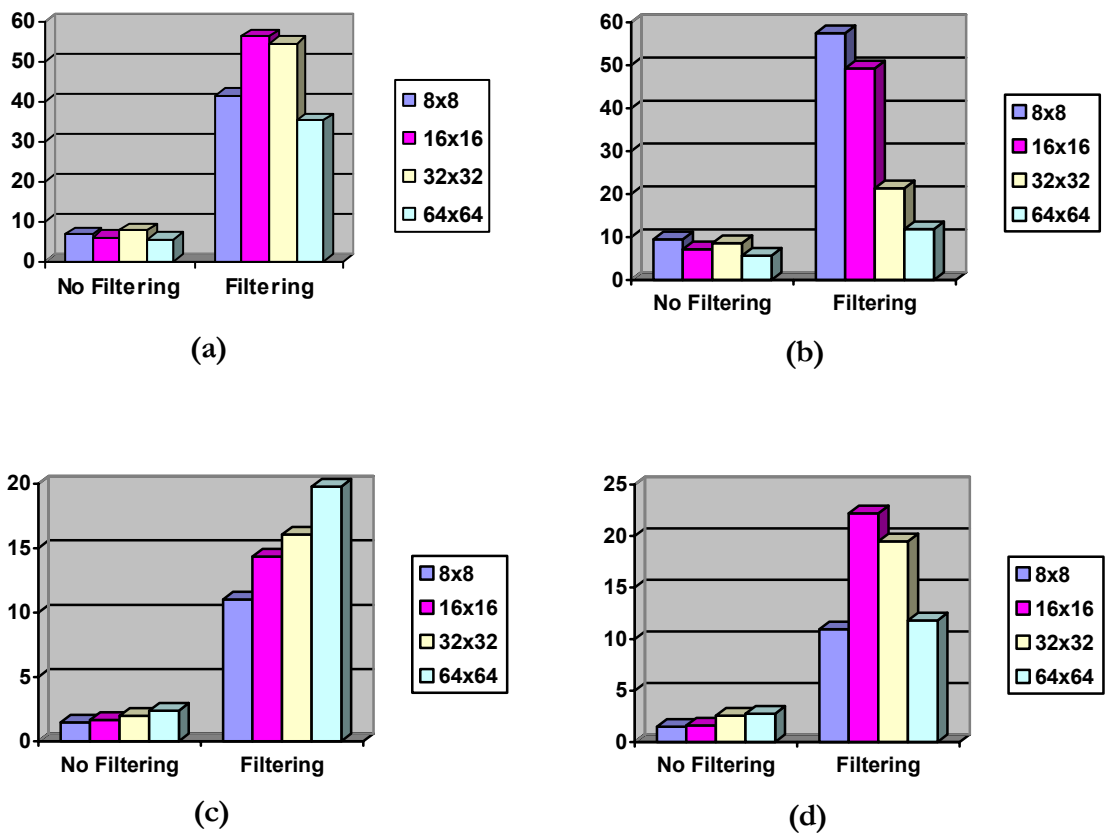 60
50
40
30
20
10
0
No Filtering Filtering
8x8
16x16
32x32
64x64
(a)
60
50
40
30
20
10
0
No Filtering Filtering
8x8
16x16
32x32
64x64
(b)
20
15
10
5
0
No Filtering Filtering
8x8
16x16
32x32
64x64
(c)
25
20
15
10
5
0
No Filtering Filtering
8x8
16x16
32x32
64x64
(d)